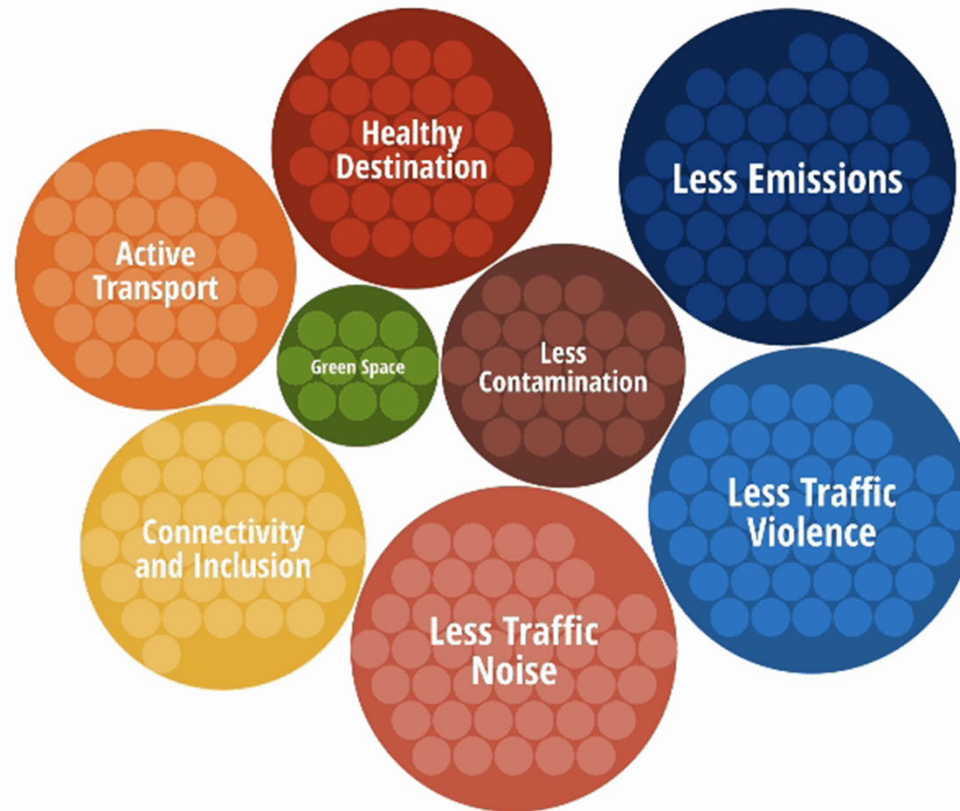 Healthy
Destination
Less Emissions
Active
Transport
Green Space
Less
Contamination
Connectivity
and Inclusion
Less Traffic
Violence
Less Traffic
Noise